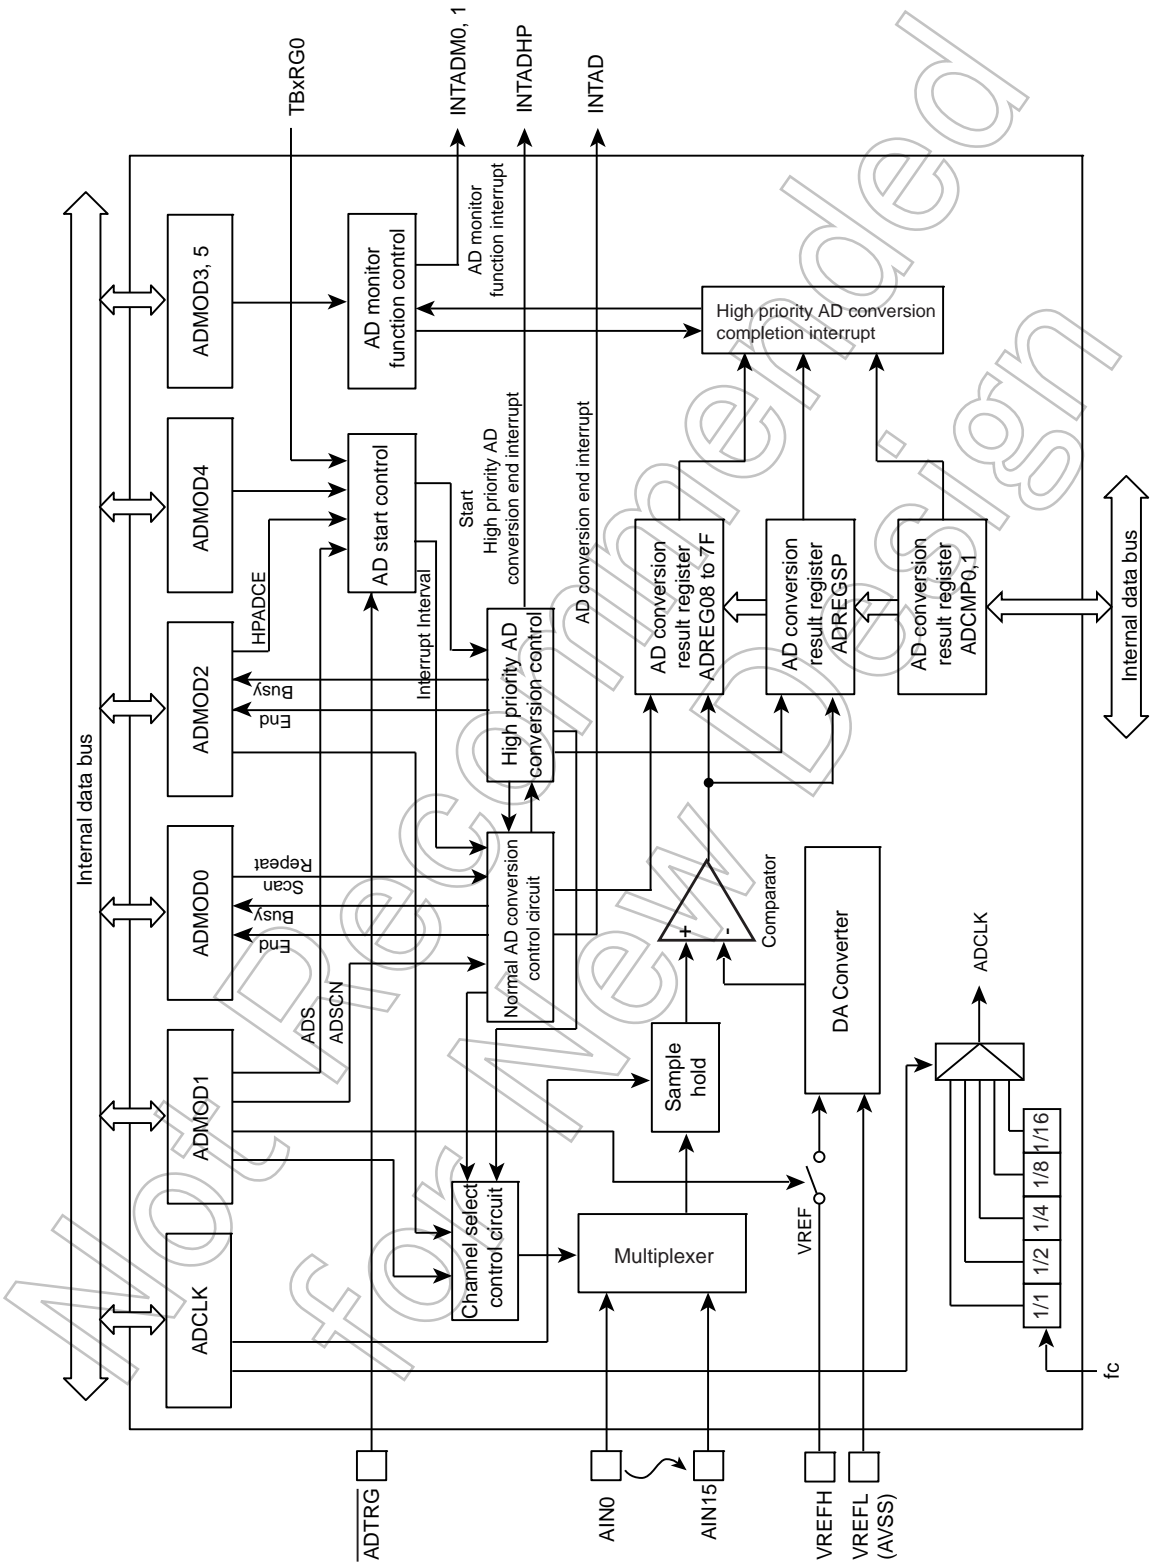 Internal data bus
ADCLK
ADMOD1
ADMOD0
ADMOD2
ADMOD4
ADMOD3, 5
TBxRG0
INTADM0, 1
INTADHP
INTAD
ADS
ADSCN
End
Busy
Scan
Repeat
End
Busy
HPADCE
ADTRG
AD start control
AD monitor
function control
AD monitor
function interrupt
Interrupt Interval
Start
High priority AD
conversion end interrupt
AD conversion end interrupt
Channel select
control circuit
Normal AD conversion
control circuit
High priority AD
conversion control
AIN0
AIN15
Multiplexer
Sample
hold
+
-
Comparator
AD conversion
result register
ADREG08 to 7F
AD conversion
result register
ADREGSP
AD conversion
result register
ADCMP0,1
High priority AD conversion
completion interrupt
VREFH
VREFL
(AVSS)
VREF
DA Converter
ADCLK
1/1
1/2
1/4
1/8
1/16
fc
Internal data bus
Not Recommended
for New Design